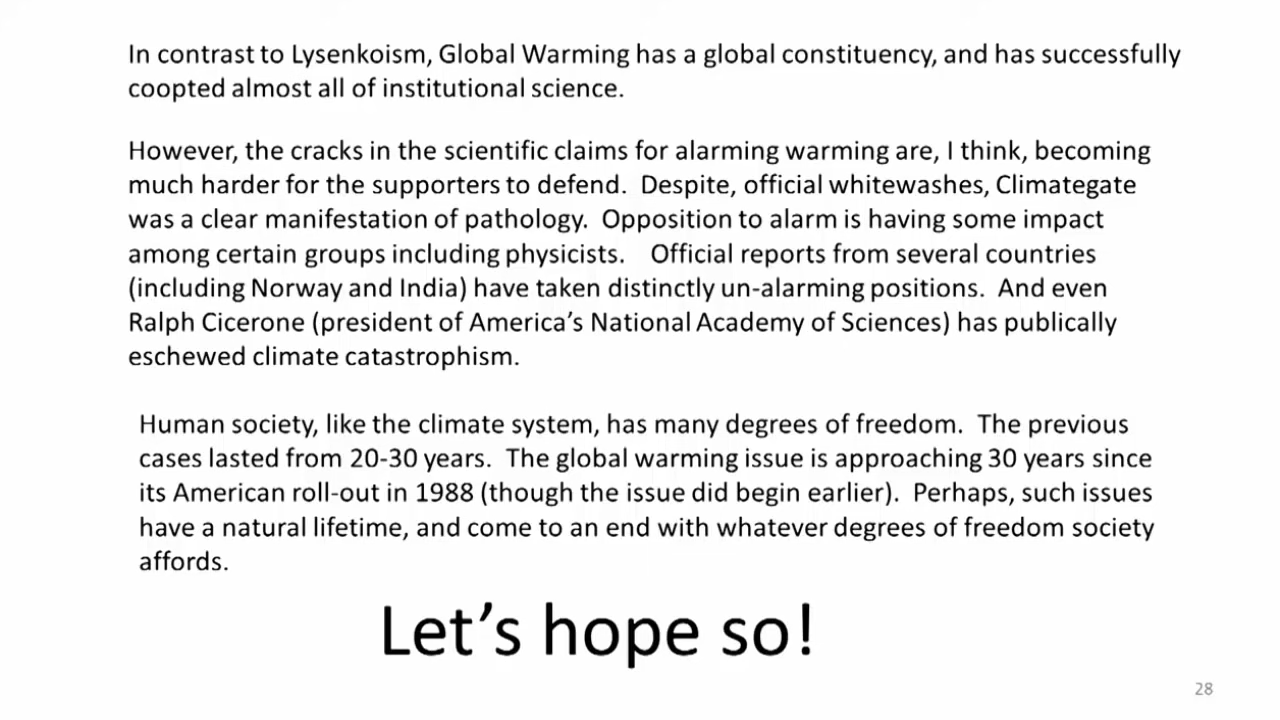 In contrast to Lysenkoism, Global Warming has a global constituency, and has successfully
coopted almost all of institutional science.
However, the cracks in the scientific claims for alarming warming are, I think, becoming
much harder for the supporters to defend.  Despite, official whitewashes, Climategate
was a clear manifestation of pathology.  Opposition to alarm is having some impact
among certain groups including physicists.    Official reports from several countries
(including Norway and India) have taken distinctly un-alarming positions.  And even
Ralph Cicerone (president of America’s National Academy of Sciences) has publically
eschewed climate catastrophism.
Human society, like the climate system, has many degrees of freedom.  The previous
cases lasted from 20-30 years.  The global warming issue is approaching 30 years since
its American roll-out in 1988 (though the issue did begin earlier).  Perhaps, such issues
have a natural lifetime, and come to an end with whatever degrees of freedom society
affords.
Let’s hope so!
28